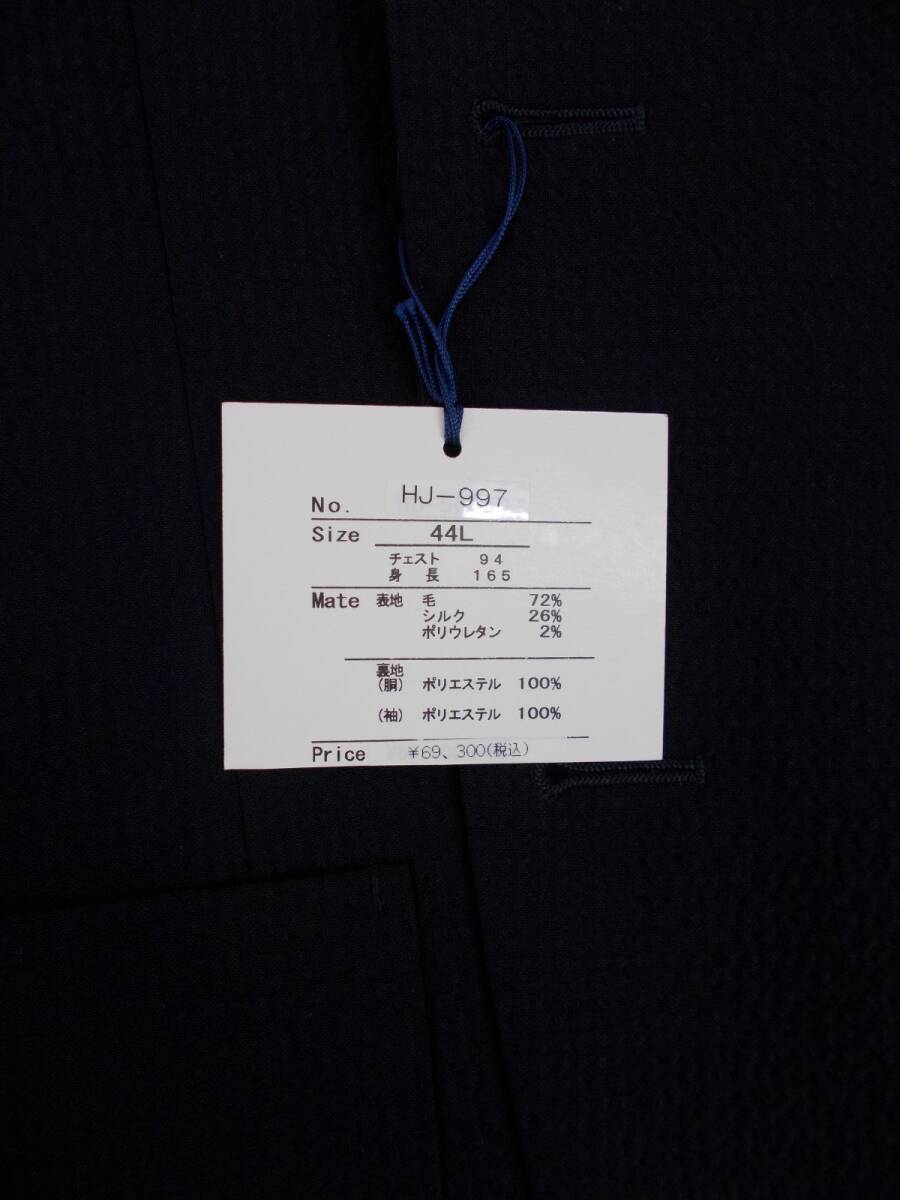 No. HJ-997
Size 44L
チェスト 94
身 長 165
Mate 表地 毛 72%
シルク 26%
ポリウレタン 2%
裏地
(胴) ポリエステル 100%
(袖) ポリエステル 100%
Price ¥69、300(税込)